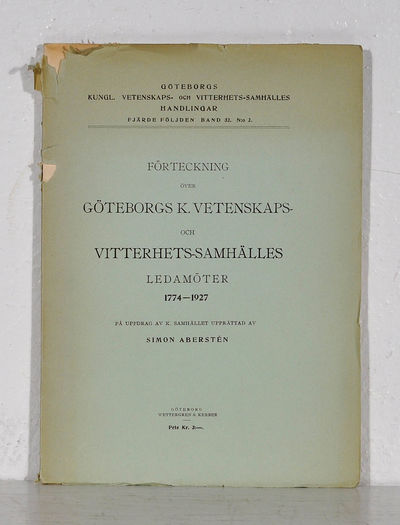 GÖTEBORGS
KUNGL. VETENSKAPS- OCH VITTERHETS-SAMHÄLLES
HANDLINGAR
FJÄRDE FÖLJDEN BAND 32. N:o 2.
FÖRTECKNING
ÖVER
GÖTEBORGS K. VETENSKAPS-
OCH
VITTERHETS-SAMHÄLLES
LEDAMÖTER
1774—1927
PÅ UPPDRAG AV K. SAMHÄLLET UPPRÄTTAD AV
SIMON ABERSTÉN
GÖTEBORG
WETTERGREN & KERBER
Pris Kr. 3:—.